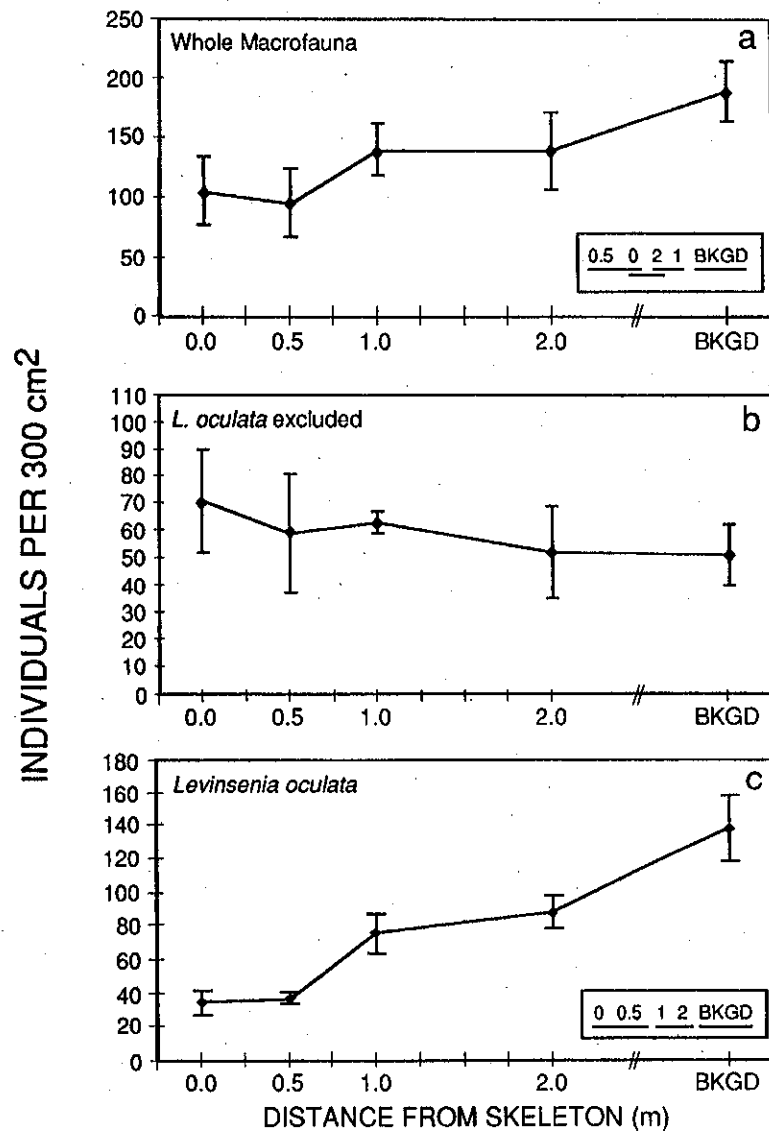 INDIVIDUALS PER 300 cm²
250
200
150
100
50
0
Whole Macrofauna
a
0.5 0 2 1 BKGD
0.0 0.5 1.0 2.0 // BKGD
110
100
90
80
70
60
50
40
30
20
10
0
L. oculata excluded
b
0.0 0.5 1.0 2.0 // BKGD
180
160
140
120
100
80
60
40
20
0
Levinsenia oculata
c
0 0.5 1 2 BKGD
0.0 0.5 1.0 2.0 // BKGD
DISTANCE FROM SKELETON (m)